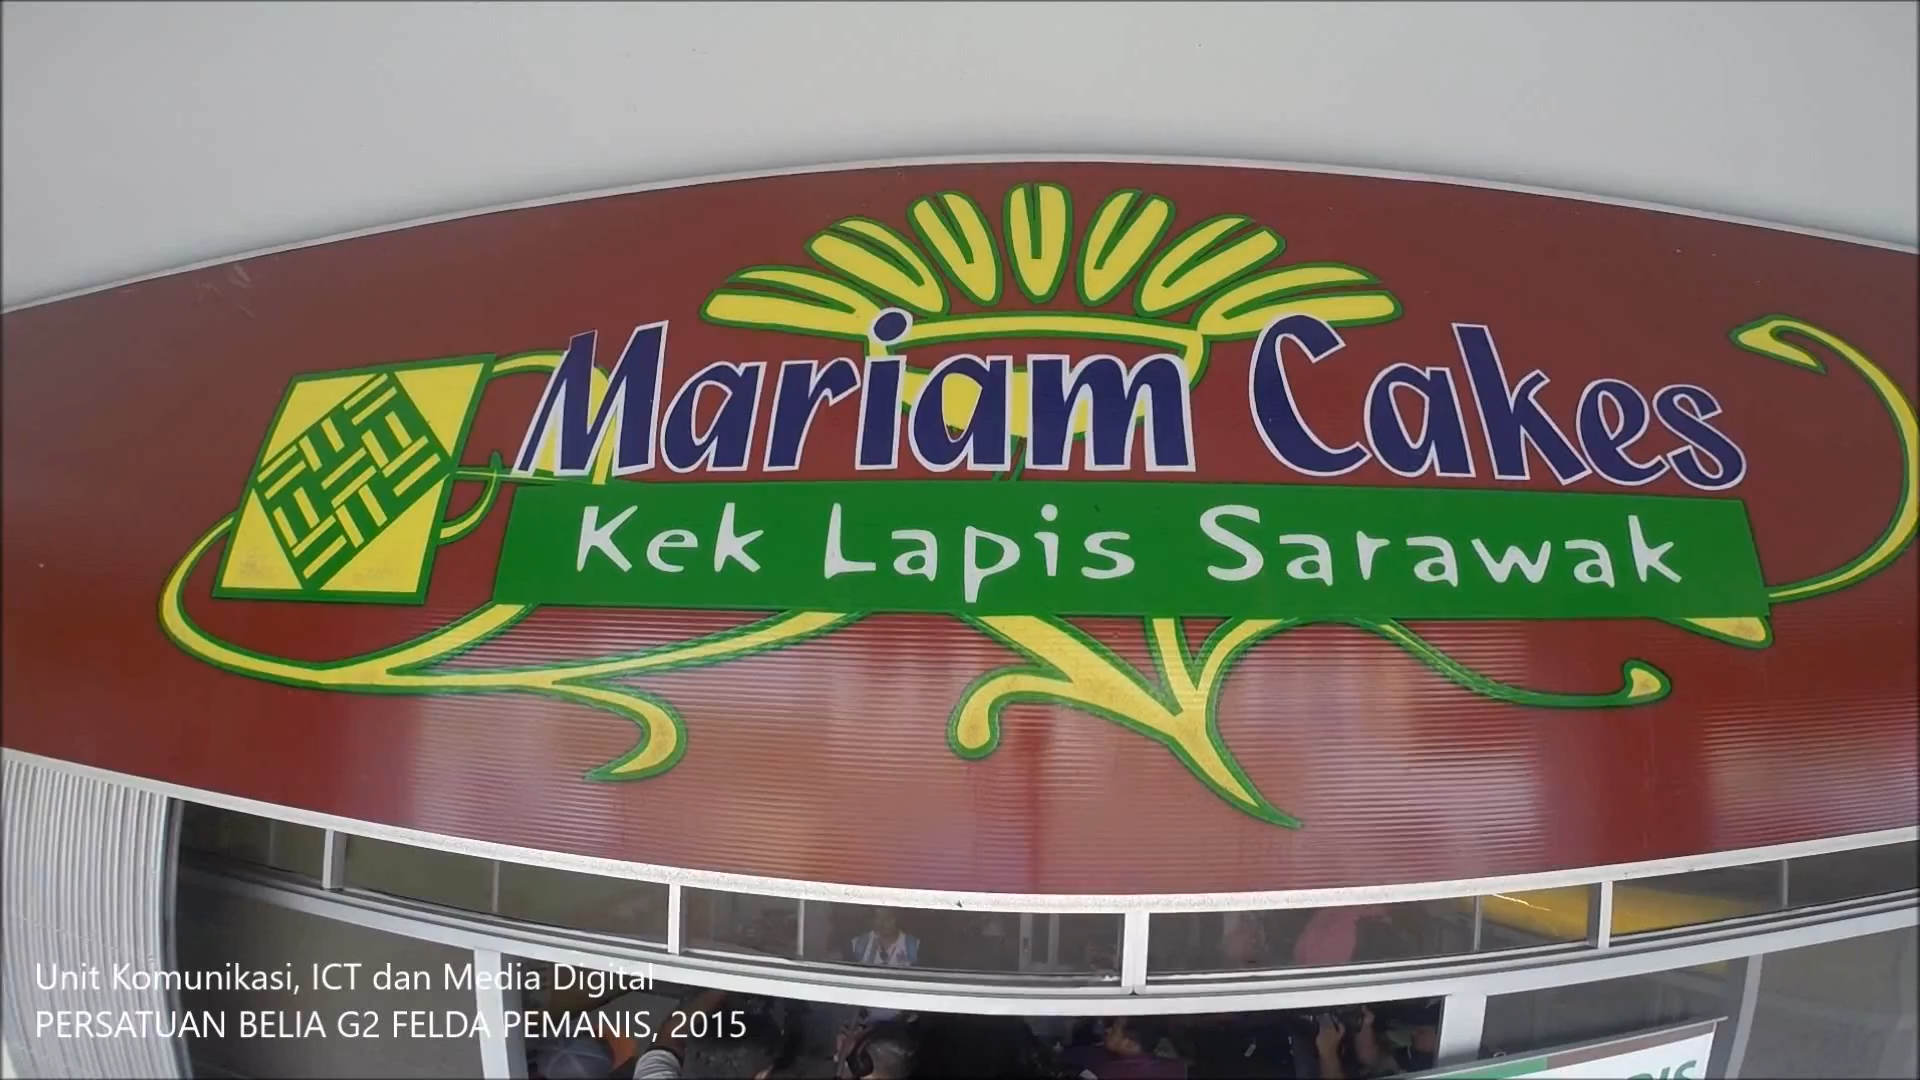 Mariam Cakes
Kek Lapis Sarawak
Unit Komunikasi, ICT dan Media Digital
PERSATUAN BELIA G2 FELDA PEMANIS, 2015